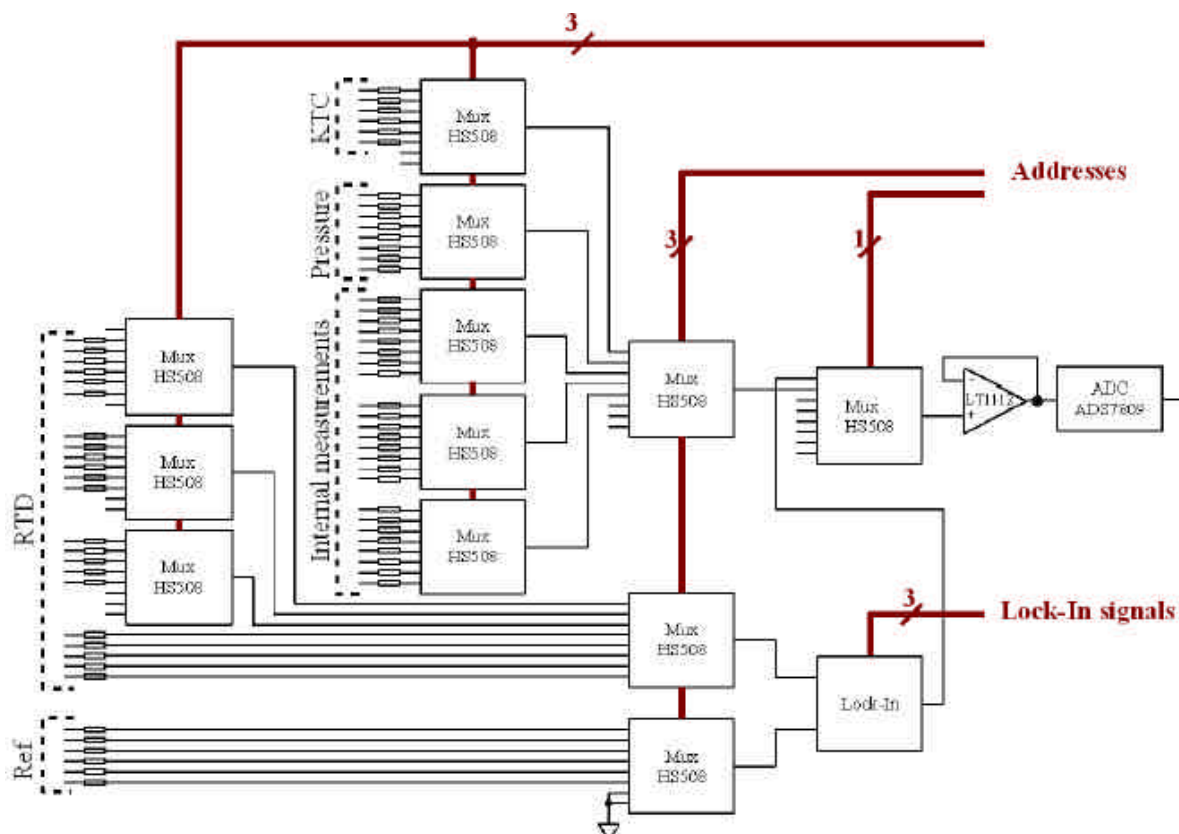 3
KTC
Mux
HS508
Addresses
Pressure
Mux
HS508
3
1
Internal measurements
Mux
HS508
RTD
Mux
HS508
Mux
HS508
Mux
HS508
ADC
ADS7809
Mux
HS508
Mux
HS508
Mux
HS508
Mux
HS508
Mux
HS508
3
Lock-In signals
Mux
HS508
Lock-In
Ref
Mux
HS508